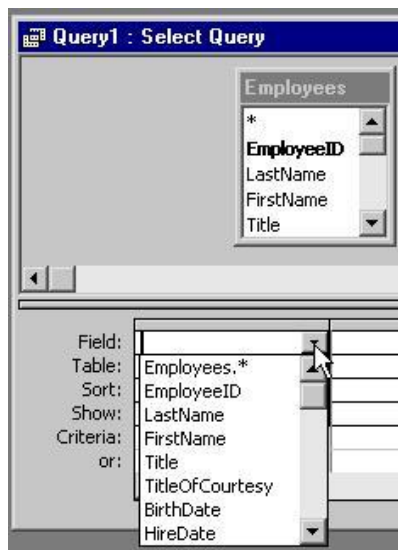 Query1 : Select Query
Employees
*
EmployeeID
LastName
FirstName
Title
Field:
Table:
Sort:
Show:
Criteria:
or:
Employees.*
EmployeeID
LastName
FirstName
Title
TitleOfCourtesy
BirthDate
HireDate